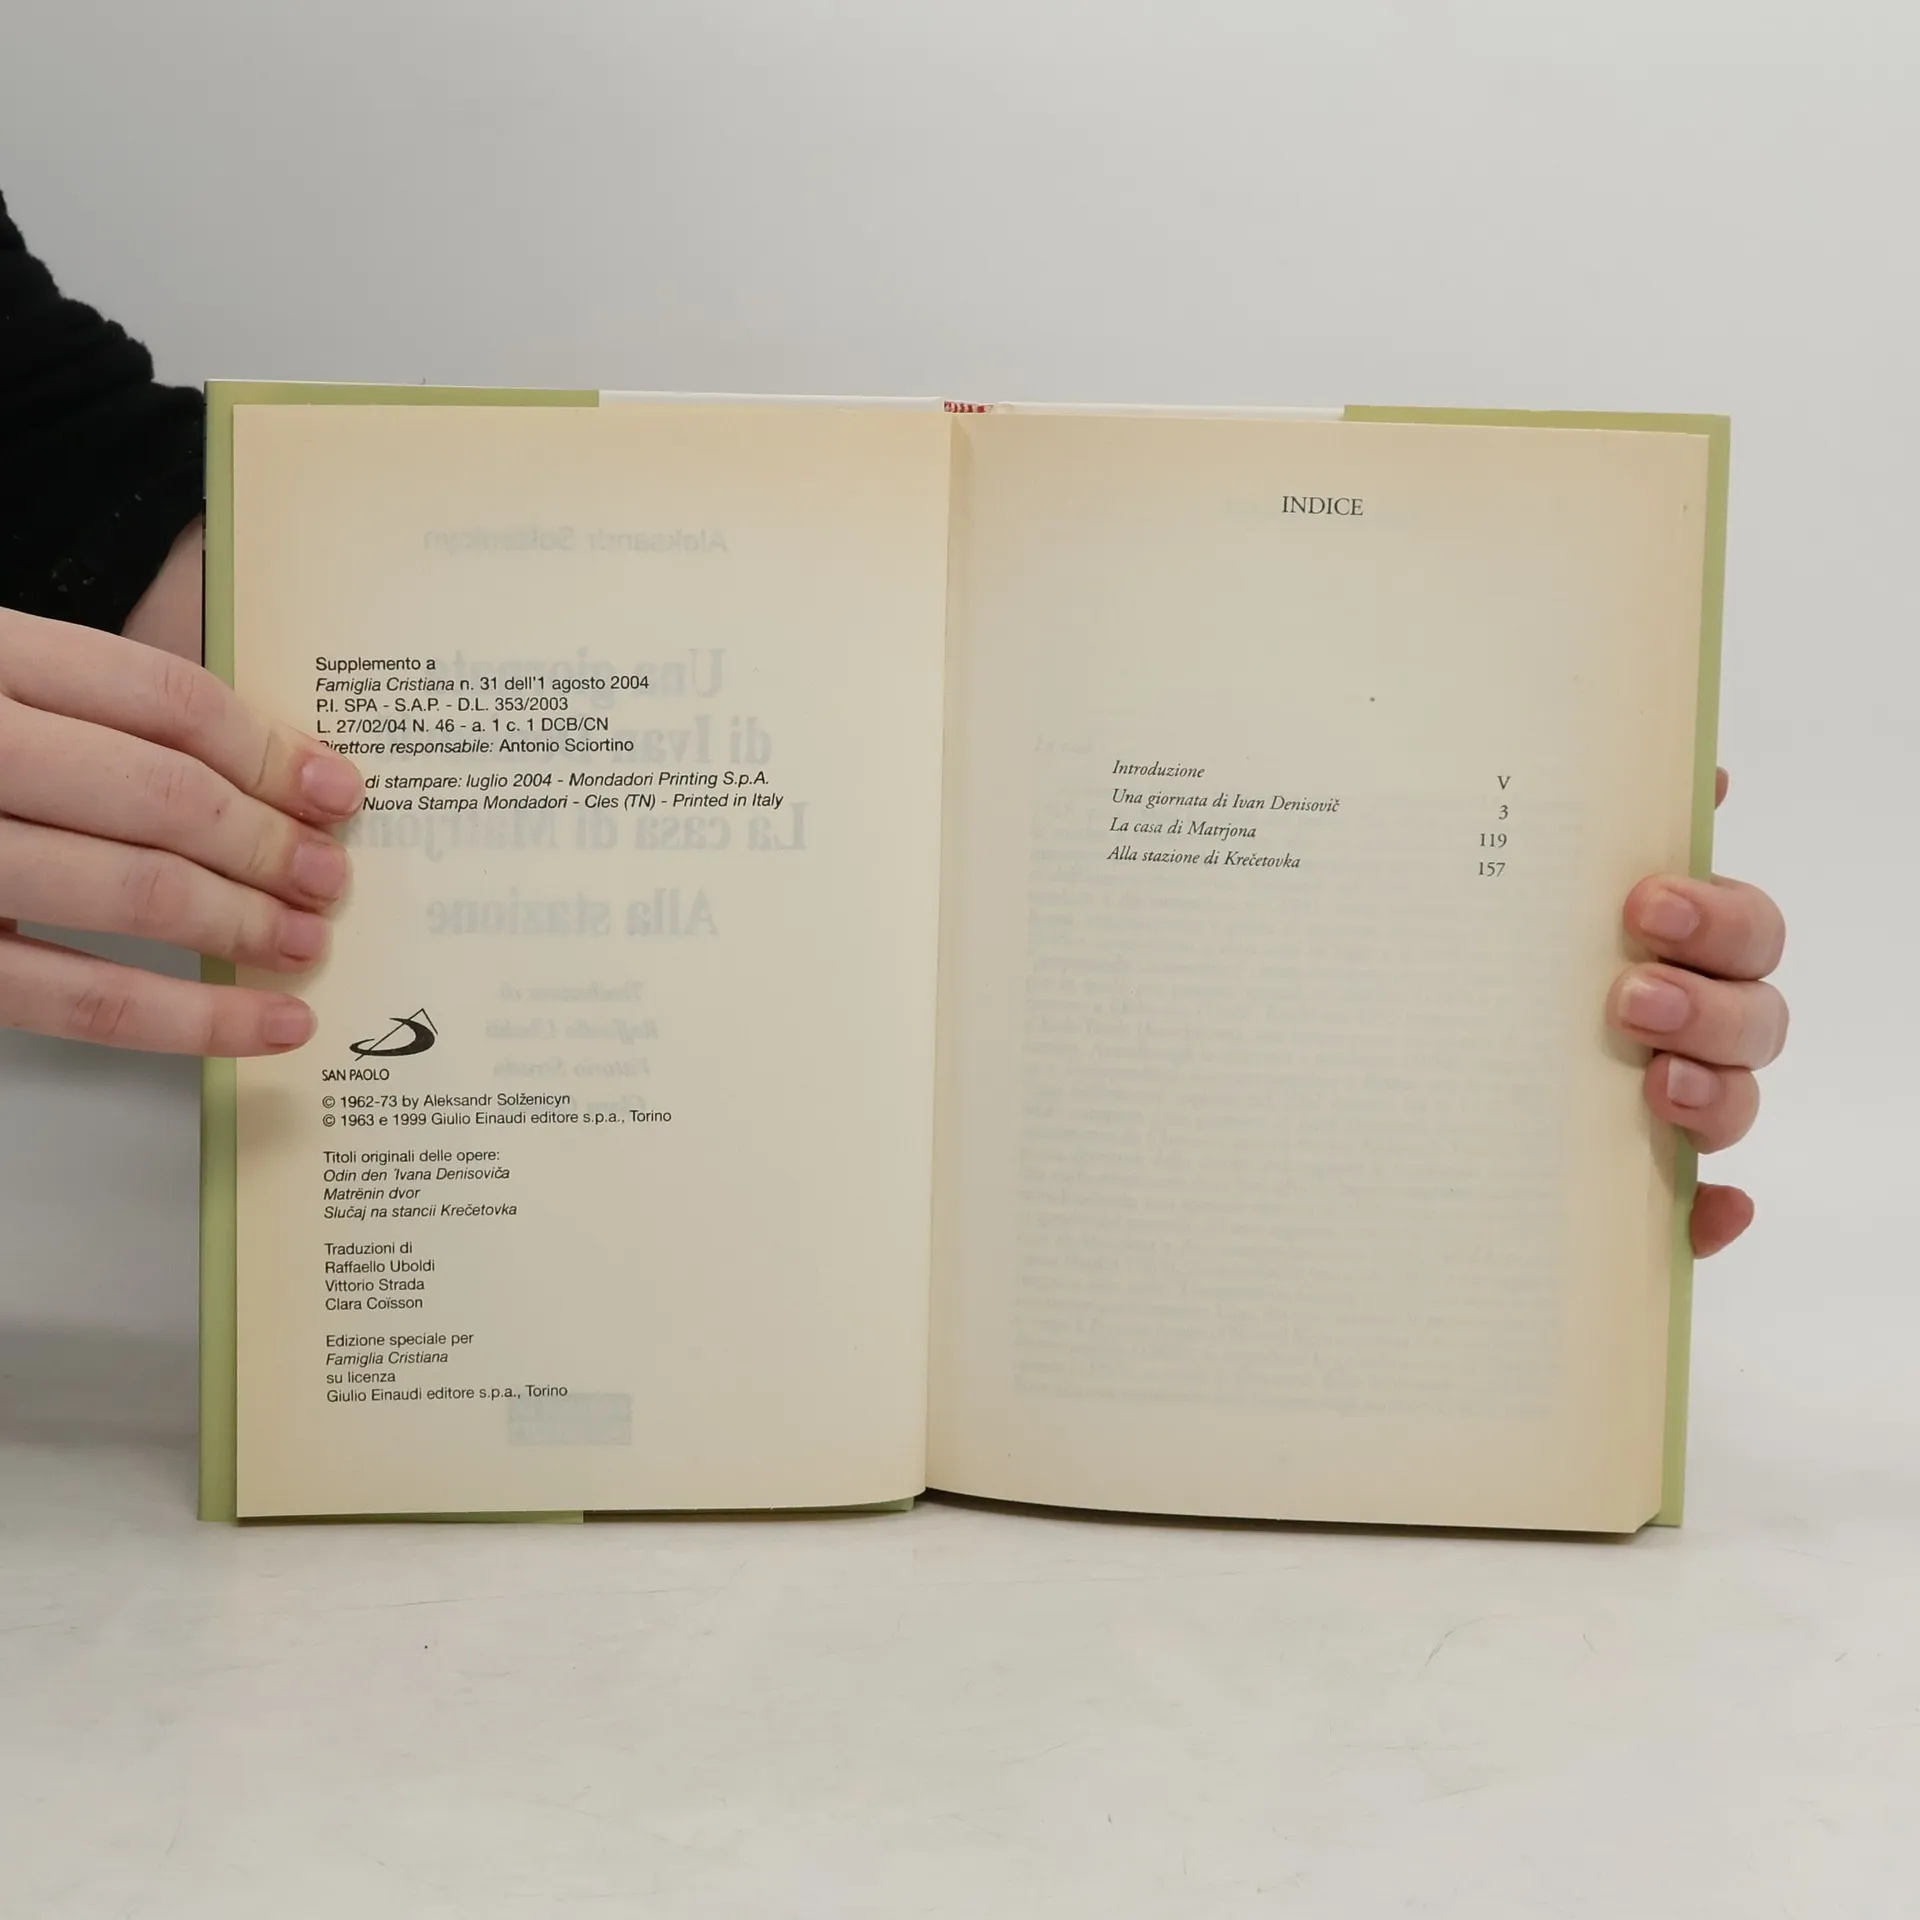 Supplemento a
Famiglia Cristiana n. 31 dell'1 agosto 2004
P.I. SPA - S.A.P. - D.L. 353/2003
L. 27/02/04 N. 46 - a. 1 c. 1 DCB/CN
Direttore responsabile: Antonio Sciortino
di stampare: luglio 2004 - Mondadori Printing S.p.A.
Nuova Stampa Mondadori - Cles (TN) - Printed in Italy
SAN PAOLO
© 1962-73 by Aleksandr Solženicyn
© 1963 e 1999 Giulio Einaudi editore s.p.a., Torino
Titoli originali delle opere:
Odin den ´Ivana Denisoviča
Matrënin dvor
Slučaj na stancii Krečetovka
Traduzioni di
Raffaello Uboldi
Vittorio Strada
Clara Coïsson
Edizione speciale per
Famiglia Cristiana
su licenza
Giulio Einaudi editore s.p.a., Torino
INDICE
Introduzione V
Una giornata di Ivan Denisovič 3
La casa di Matrjona 119
Alla stazione di Krečetovka 157